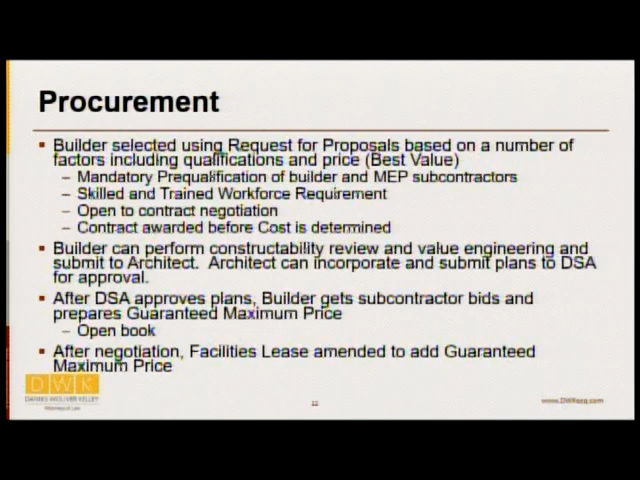 Procurement
Builder selected using Request for Proposals based on a number of
factors including qualifications and price (Best Value)
– Mandatory Prequalification of builder and MEP subcontractors
– Skilled and Trained Workforce Requirement
– Open to contract negotiation
– Contract awarded before Cost is determined
Builder can perform constructability review and value engineering and
submit to Architect. Architect can incorporate and submit plans to DSA
for approval.
After DSA approves plans, Builder gets subcontractor bids and
prepares Guaranteed Maximum Price
– Open book
After negotiation, Facilities Lease amended to add Guaranteed
Maximum Price
DWK
DANNIS WOLIVER KELLEY
12
www.DWKesq.com